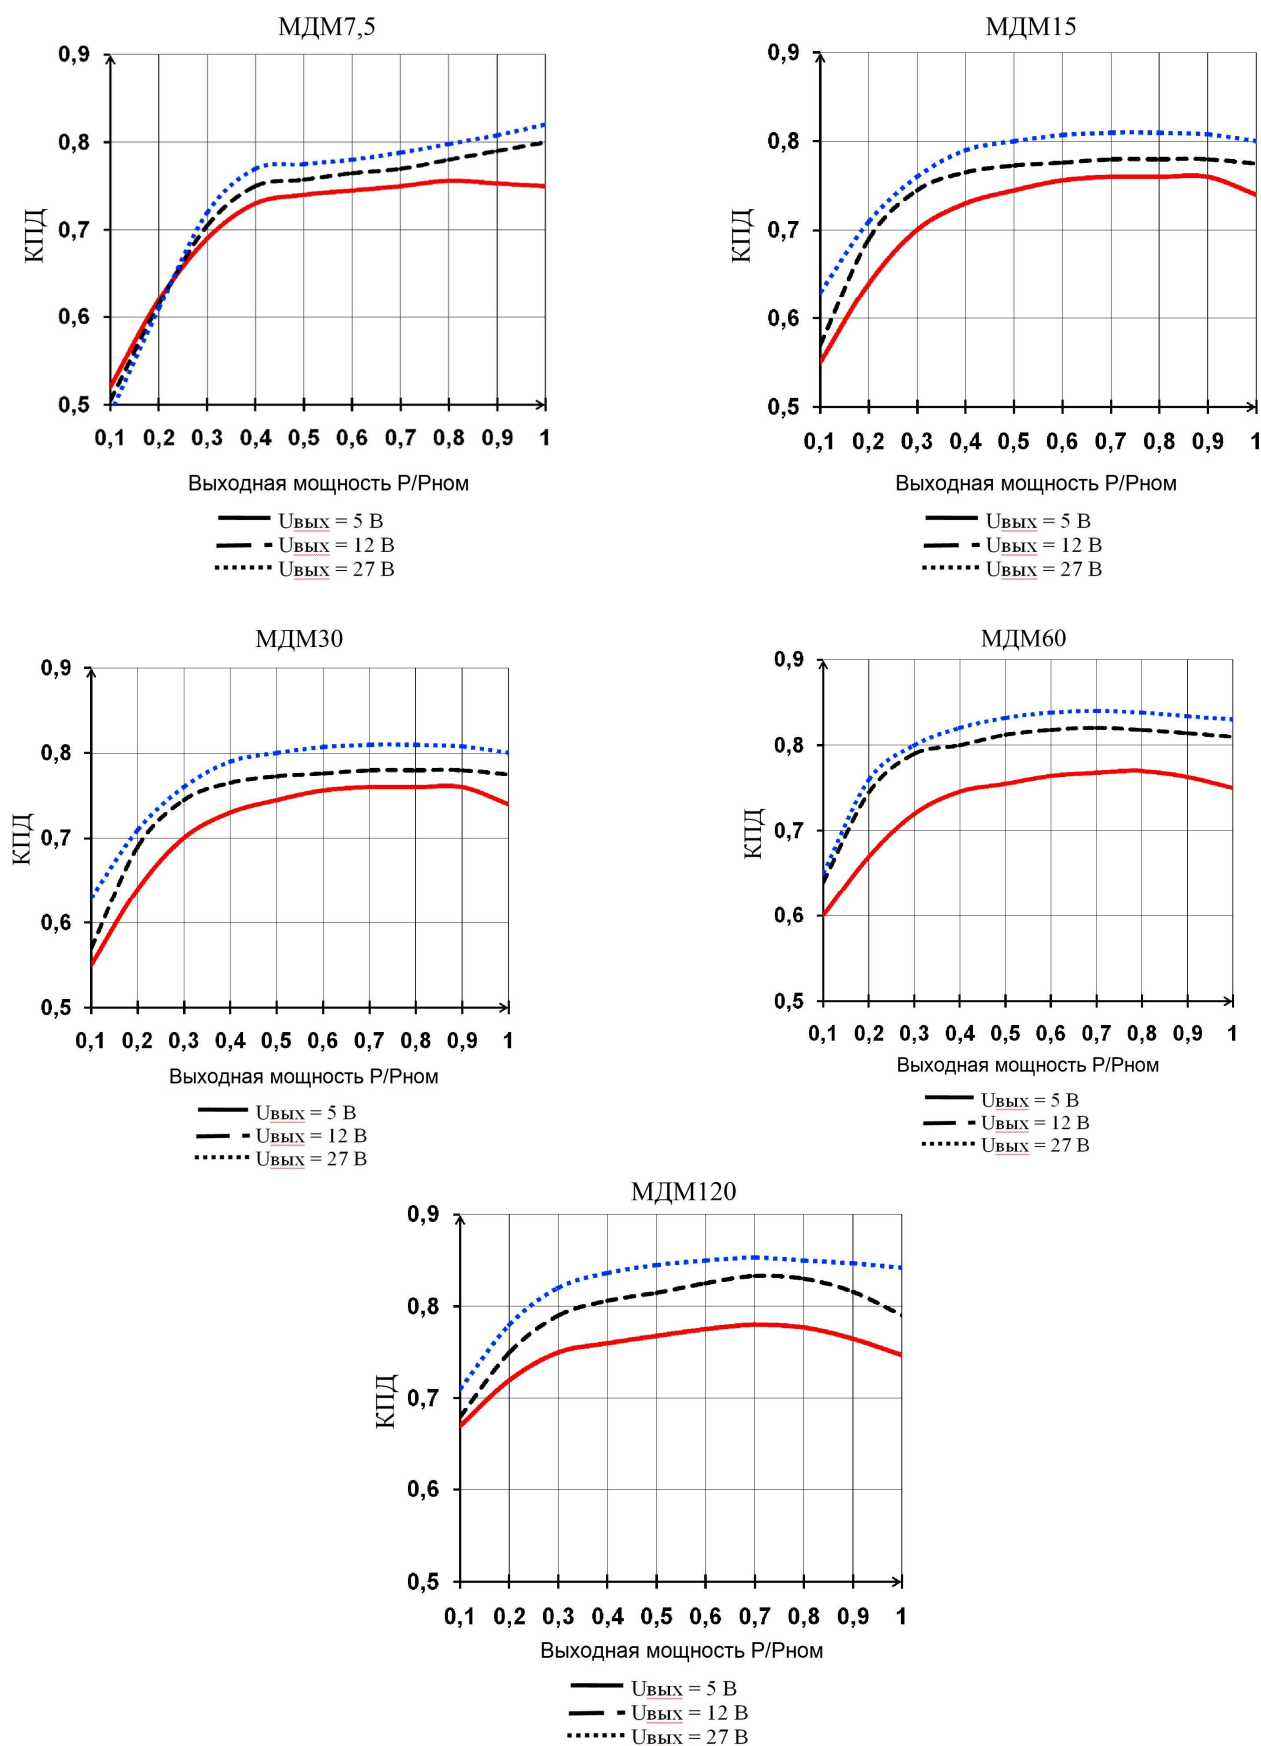 МДМ7,5
0,9
0,8
0,7
0,6
0,5
КПД
0,1 0,2 0,3 0,4 0,5 0,6 0,7 0,8 0,9 1
Выходная мощность Р/Рном
Uвых = 5 В
Uвых = 12 В
Uвых = 27 В
МДМ15
0,9
0,8
0,7
0,6
0,5
КПД
0,1 0,2 0,3 0,4 0,5 0,6 0,7 0,8 0,9 1
Выходная мощность Р/Рном
Uвых = 5 В
Uвых = 12 В
Uвых = 27 В
МДМ30
0,9
0,8
0,7
0,6
0,5
КПД
0,1 0,2 0,3 0,4 0,5 0,6 0,7 0,8 0,9 1
Выходная мощность Р/Рном
Uвых = 5 В
Uвых = 12 В
Uвых = 27 В
МДМ60
0,9
0,8
0,7
0,6
0,5
КПД
0,1 0,2 0,3 0,4 0,5 0,6 0,7 0,8 0,9 1
Выходная мощность Р/Рном
Uвых = 5 В
Uвых = 12 В
Uвых = 27 В
МДМ120
0,9
0,8
0,7
0,6
0,5
КПД
0,1 0,2 0,3 0,4 0,5 0,6 0,7 0,8 0,9 1
Выходная мощность Р/Рном
Uвых = 5 В
Uвых = 12 В
Uвых = 27 В